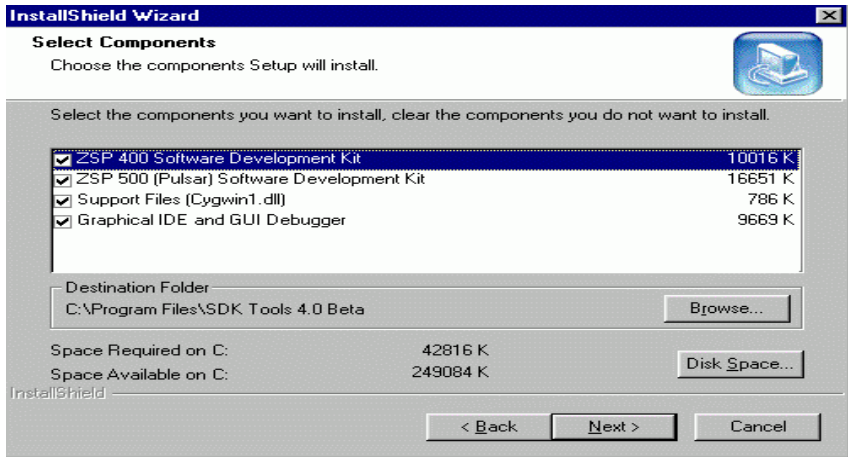 InstallShield Wizard
Select Components
Choose the components Setup will install.
Select the components you want to install, clear the components you do not want to install.
ZSP 400 Software Development Kit 10016 K
ZSP 500 (Pulsar) Software Development Kit 16651 K
Support Files (Cygwin1.dll) 786 K
Graphical IDE and GUI Debugger 9669 K
Destination Folder
C:\Program Files\SDK Tools 4.0 Beta Browse...
Space Required on C: 42816 K
Space Available on C: 249084 K
Disk Space...
InstallShield
< Back Next > Cancel